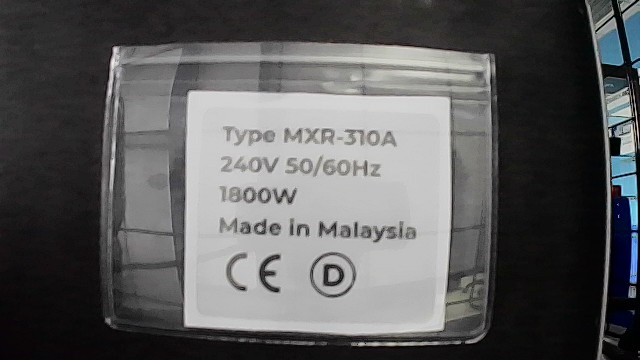 Type MXR-310A
240V 50/60Hz
1800W
Made in Malaysia
CE D